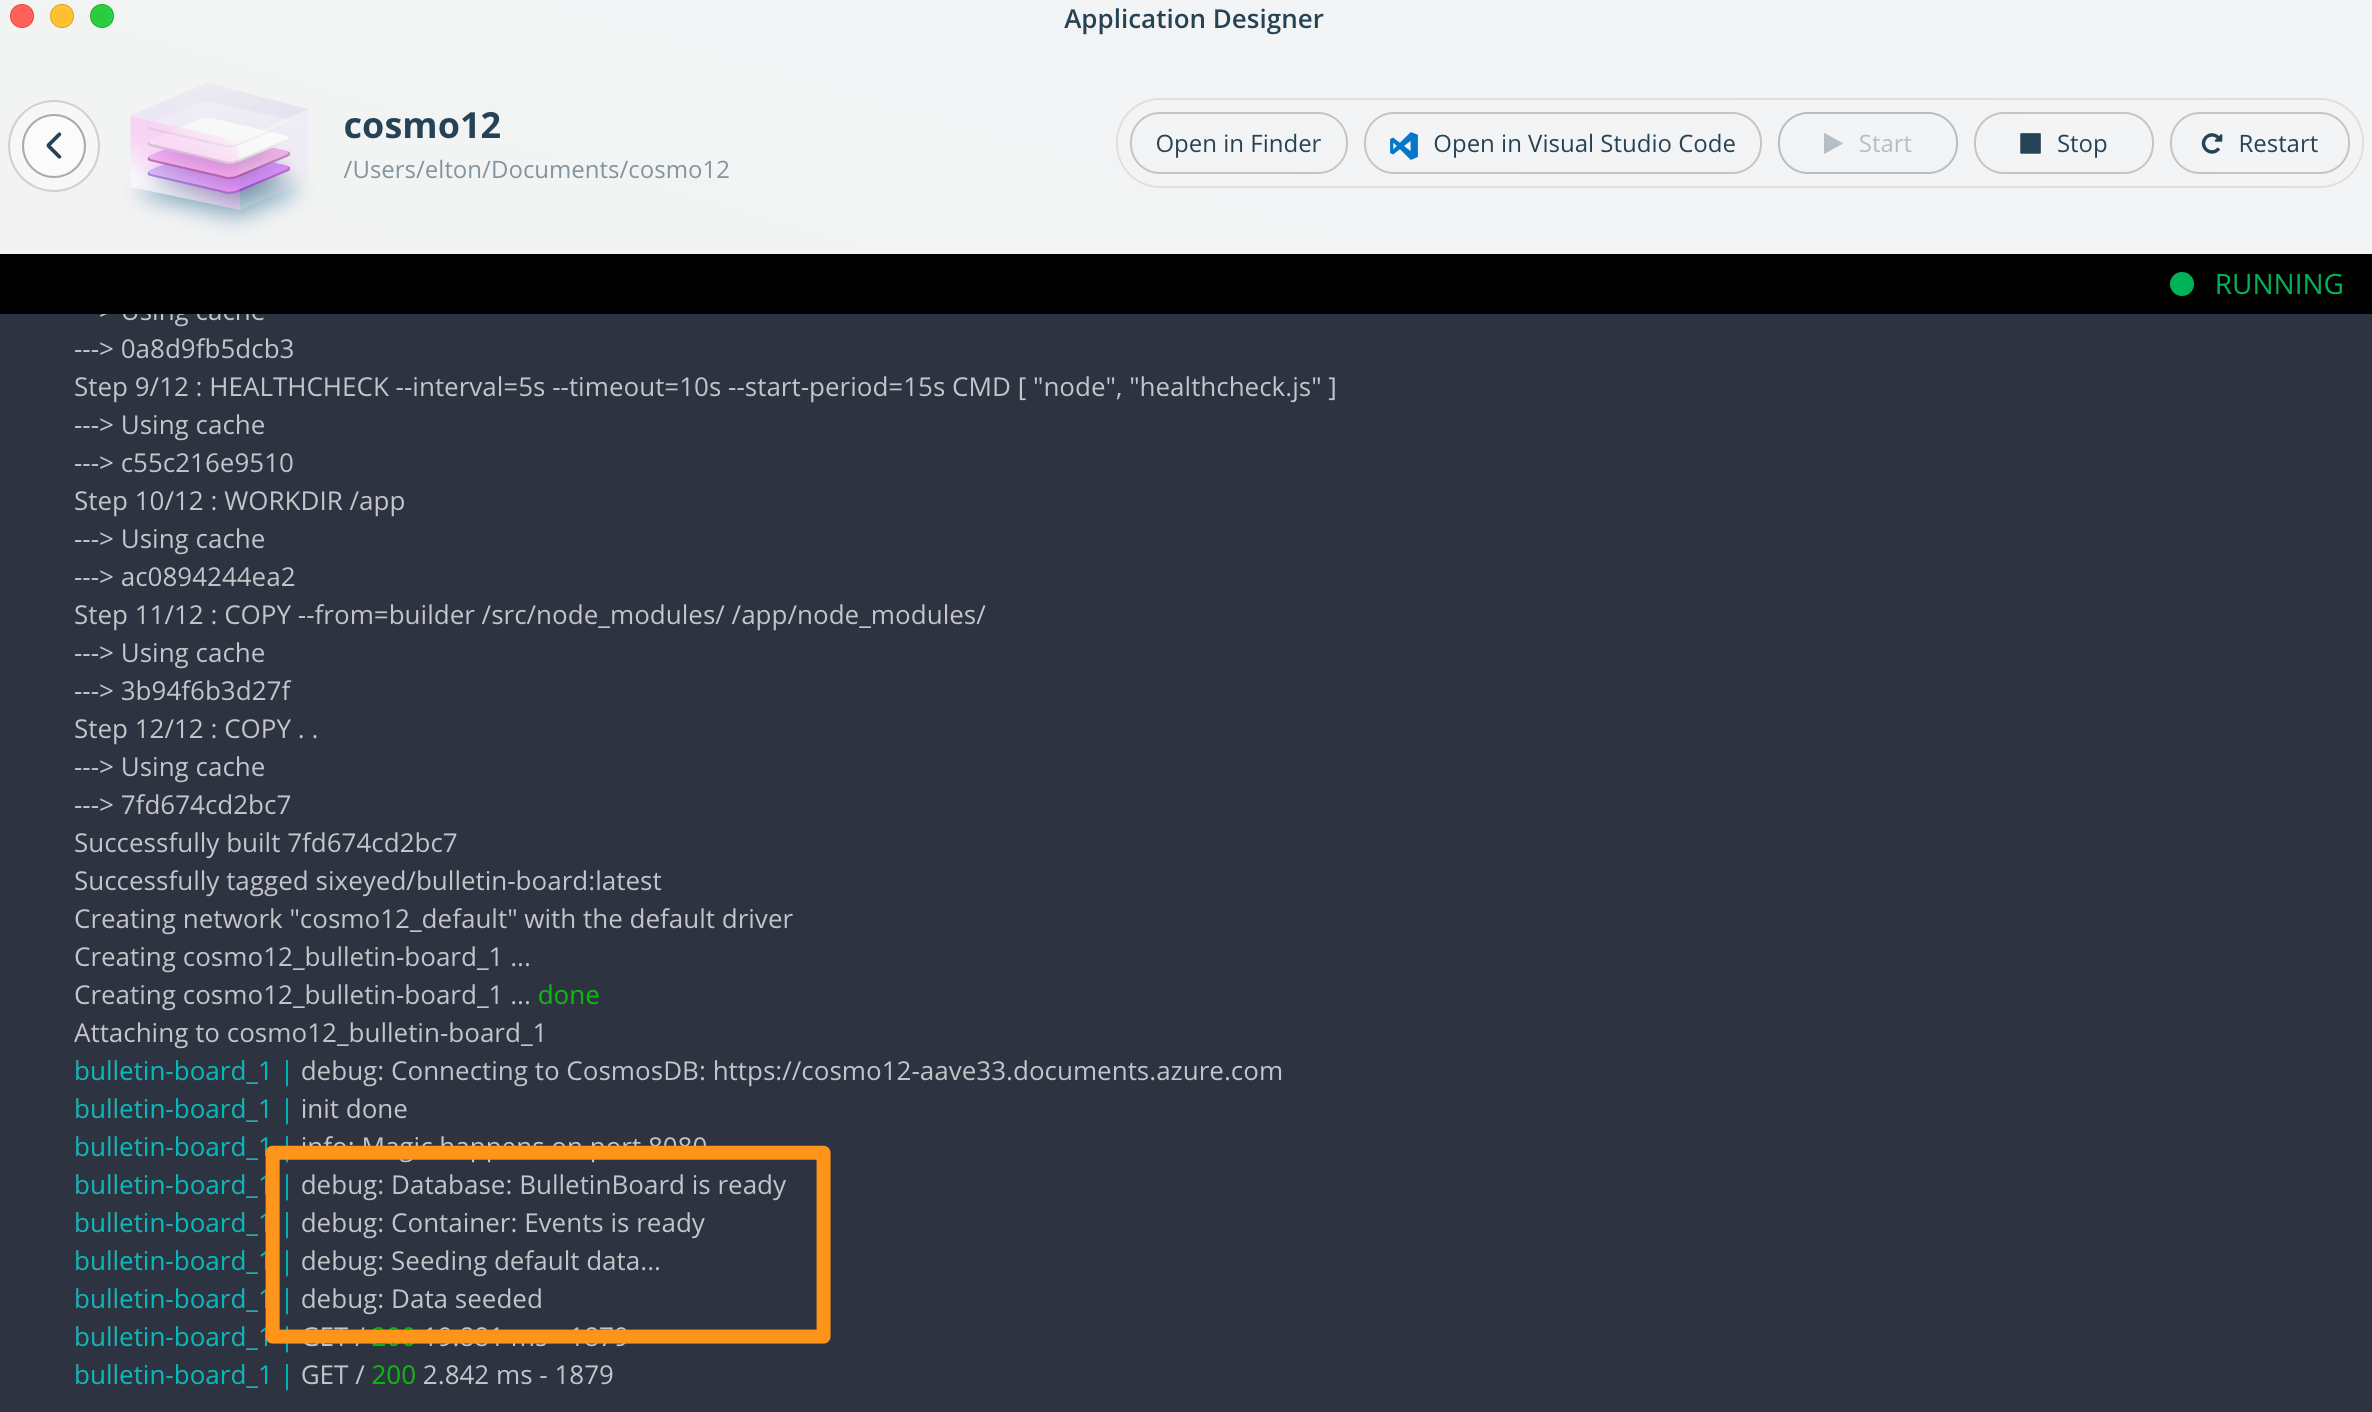 Application Designer
cosmo12
/Users/elton/Documents/cosmo12
Open in Finder
Open in Visual Studio Code
Start
Stop
Restart
RUNNING
---> Using cache
---> 0a8d9fb5dcb3
Step 9/12 : HEALTHCHECK --interval=5s --timeout=10s --start-period=15s CMD [ "node", "healthcheck.js" ]
---> Using cache
---> c55c216e9510
Step 10/12 : WORKDIR /app
---> Using cache
---> ac0894244ea2
Step 11/12 : COPY --from=builder /src/node_modules/ /app/node_modules/
---> Using cache
---> 3b94f6b3d27f
Step 12/12 : COPY . .
---> Using cache
---> 7fd674cd2bc7
Successfully built 7fd674cd2bc7
Successfully tagged sixeyed/bulletin-board:latest
Creating network "cosmo12_default" with the default driver
Creating cosmo12_bulletin-board_1 ...
Creating cosmo12_bulletin-board_1 ... done
Attaching to cosmo12_bulletin-board_1
bulletin-board_1 | debug: Connecting to CosmosDB: https://cosmo12-aave33.documents.azure.com
bulletin-board_1 | init done
bulletin-board_1 | info: Magic happens on port 8080
bulletin-board_1 | debug: Database: BulletinBoard is ready
bulletin-board_1 | debug: Container: Events is ready
bulletin-board_1 | debug: Seeding default data...
bulletin-board_1 | debug: Data seeded
bulletin-board_1 | GET / 200 ms - 1879
bulletin-board_1 | GET / 200 2.842 ms - 1879